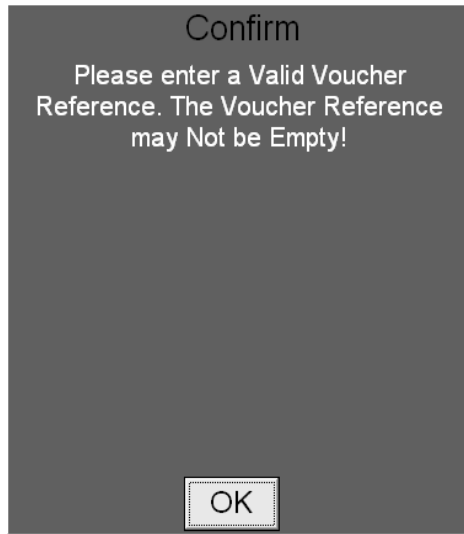 Confirm
Please enter a Valid Voucher
Reference. The Voucher Reference
may Not be Empty!
OK